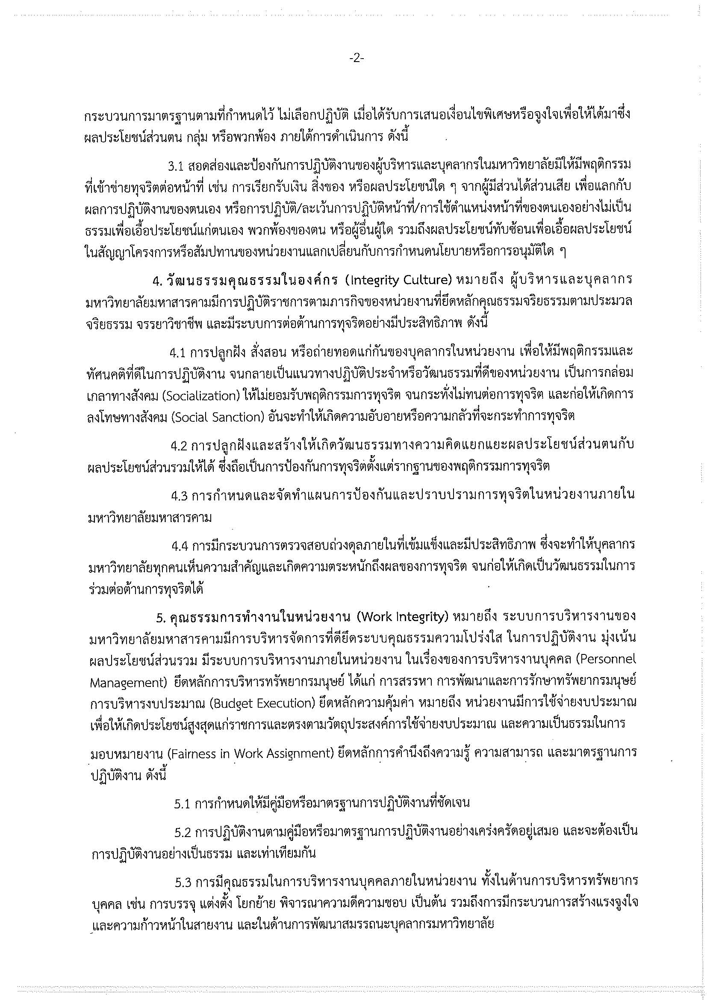 -2-
กระบวนการมาตรฐานตามที่กำหนดไว้ ไม่เลือกปฏิบัติ เมื่อได้รับการเสนอเงื่อนไขพิเศษหรือจูงใจเพื่อให้ได้มาซึ่ง
ผลประโยชน์ส่วนตน กลุ่ม หรือพวกพ้อง ภายใต้การดำเนินการ ดังนี้
3.1 สอดส่องและป้องกันการปฏิบัติงานของผู้บริหารและบุคลากรในมหาวิทยาลัยมิให้มีพฤติกรรม
ที่เข้าข่ายทุจริตต่อหน้าที่ เช่น การเรียกรับเงิน สิ่งของ หรือผลประโยชน์ใด ๆ จากผู้มีส่วนได้ส่วนเสีย เพื่อแลกกับ
ผลการปฏิบัติงานของตนเอง หรือการปฏิบัติ/ละเว้นการปฏิบัติหน้าที่/การใช้ตำแหน่งหน้าที่ของตนเองอย่างไม่เป็น
ธรรมเพื่อเอื้อประโยชน์แก่ตนเอง พวกพ้องของตน หรือผู้อื่นผู้ใด รวมถึงผลประโยชน์ทับซ้อนเพื่อเอื้อผลประโยชน์
ในสัญญาโครงการหรือสัมปทานของหน่วยงานแลกเปลี่ยนกับการกำหนดนโยบายหรือการอนุมัติใด ๆ
4. วัฒนธรรมคุณธรรมในองค์กร (Integrity Culture) หมายถึง ผู้บริหารและบุคลากร
มหาวิทยาลัยมหาสารคามมีการปฏิบัติราชการตามภารกิจของหน่วยงานที่ยึดหลักคุณธรรมจริยธรรมตามประมวล
จริยธรรม จรรยาวิชาชีพ และมีระบบการต่อต้านการทุจริตอย่างมีประสิทธิภาพ ดังนี้
4.1 การปลูกฝัง สั่งสอน หรือถ่ายทอดแก่กันของบุคลากรในหน่วยงาน เพื่อให้มีพฤติกรรมและ
ทัศนคติที่ดีในการปฏิบัติงาน จนกลายเป็นแนวทางปฏิบัติประจำหรือวัฒนธรรมที่ดีของหน่วยงาน เป็นการกล่อม
เกลาทางสังคม (Socialization) ให้ไม่ยอมรับพฤติกรรมการทุจริต จนกระทั่งไม่ทนต่อการทุจริต และก่อให้เกิดการ
ลงโทษทางสังคม (Social Sanction) อันจะทำให้เกิดความอับอายหรือความกลัวที่จะกระทำการทุจริต
4.2 การปลูกฝังและสร้างให้เกิดวัฒนธรรมทางความคิดแยกแยะผลประโยชน์ส่วนตนกับ
ผลประโยชน์ส่วนรวมให้ได้ ซึ่งถือเป็นการป้องกันการทุจริตตั้งแต่รากฐานของพฤติกรรมการทุจริต
4.3 การกำหนดและจัดทำแผนการป้องกันและปราบปรามการทุจริตในหน่วยงานภายใน
มหาวิทยาลัยมหาสารคาม
4.4 การมีกระบวนการตรวจสอบถ่วงดุลภายในที่เข้มแข็งและมีประสิทธิภาพ ซึ่งจะทำให้บุคลากร
มหาวิทยาลัยทุกคนเห็นความสำคัญและเกิดความตระหนักถึงผลของการทุจริต จนก่อให้เกิดเป็นวัฒนธรรมในการ
ร่วมต่อต้านการทุจริตได้
5. คุณธรรมการทำงานในหน่วยงาน (Work Integrity) หมายถึง ระบบการบริหารงานของ
มหาวิทยาลัยมหาสารคามมีการบริหารจัดการที่ดียึดระบบคุณธรรมความโปร่งใส ในการปฏิบัติงาน มุ่งเน้น
ผลประโยชน์ส่วนรวม มีระบบการบริหารงานภายในหน่วยงาน ในเรื่องของการบริหารงานบุคคล (Personnel
Management) ยึดหลักการบริหารทรัพยากรมนุษย์ ได้แก่ การสรรหา การพัฒนาและการรักษาทรัพยากรมนุษย์
การบริหารงบประมาณ (Budget Execution) ยึดหลักความคุ้มค่า หมายถึง หน่วยงานมีการใช้จ่ายงบประมาณ
เพื่อให้เกิดประโยชน์สูงสุดแก่ราชการและตรงตามวัตถุประสงค์การใช้จ่ายงบประมาณ และความเป็นธรรมในการ
มอบหมายงาน (Fairness in Work Assignment) ยึดหลักการคำนึงถึงความรู้ ความสามารถ และมาตรฐานการ
ปฏิบัติงาน ดังนี้
5.1 การกำหนดให้มีคู่มือหรือมาตรฐานการปฏิบัติงานที่ชัดเจน
5.2 การปฏิบัติงานตามคู่มือหรือมาตรฐานการปฏิบัติงานอย่างเคร่งครัดอยู่เสมอ และจะต้องเป็น
การปฏิบัติงานอย่างเป็นธรรม และเท่าเทียมกัน
5.3 การมีคุณธรรมในการบริหารงานบุคคลภายในหน่วยงาน ทั้งในด้านการบริหารทรัพยากร
บุคคล เช่น การบรรจุ แต่งตั้ง โยกย้าย พิจารณาความดีความชอบ เป็นต้น รวมถึงการมีกระบวนการสร้างแรงจูงใจ
และความก้าวหน้าในสายงาน และในด้านการพัฒนาสมรรถนะบุคลากรมหาวิทยาลัย